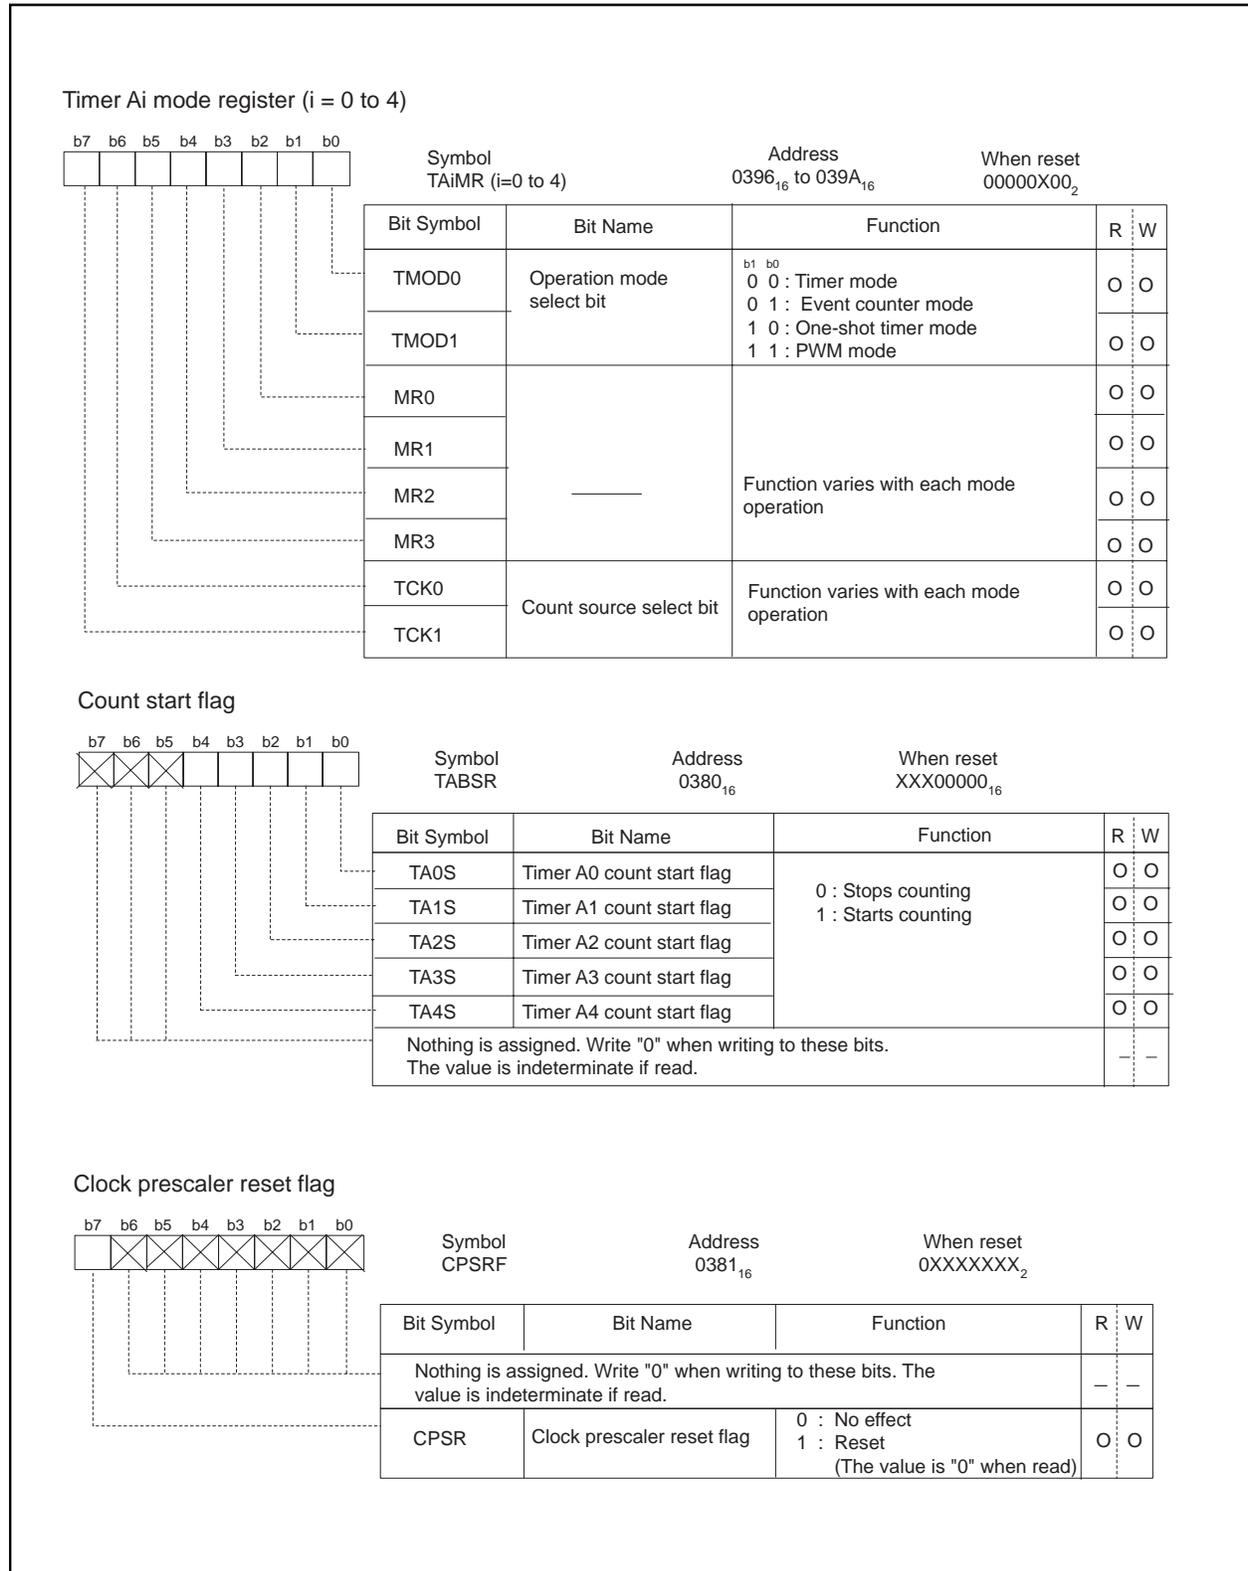 Timer Ai mode register (i = 0 to 4)
b7 b6 b5 b4 b3 b2 b1 b0
Symbol Address When reset
TAiMR (i=0 to 4) 0396₁₆ to 039A₁₆ 00000X00₂
Bit Symbol Bit Name Function R W
b1 b0
TMOD0 Operation mode select bit 0 0 : Timer mode O O
0 1 : Event counter mode
1 0 : One-shot timer mode
TMOD1 1 1 : PWM mode O O
MR0 O O
MR1 O O
MR2 Function varies with each mode operation O O
MR3 O O
TCK0 Count source select bit Function varies with each mode operation O O
TCK1 O O
Count start flag
b7 b6 b5 b4 b3 b2 b1 b0
Symbol Address When reset
TABSR 0380₁₆ XXX00000₁₆
Bit Symbol Bit Name Function R W
TA0S Timer A0 count start flag 0 : Stops counting O O
TA1S Timer A1 count start flag 1 : Starts counting O O
TA2S Timer A2 count start flag O O
TA3S Timer A3 count start flag O O
TA4S Timer A4 count start flag O O
Nothing is assigned. Write "0" when writing to these bits.
The value is indeterminate if read. – –
Clock prescaler reset flag
b7 b6 b5 b4 b3 b2 b1 b0
Symbol Address When reset
CPSRF 0381₁₆ 0XXXXXXX₂
Bit Symbol Bit Name Function R W
Nothing is assigned. Write "0" when writing to these bits. The
value is indeterminate if read. – –
CPSR Clock prescaler reset flag 0 : No effect O O
1 : Reset
(The value is "0" when read)